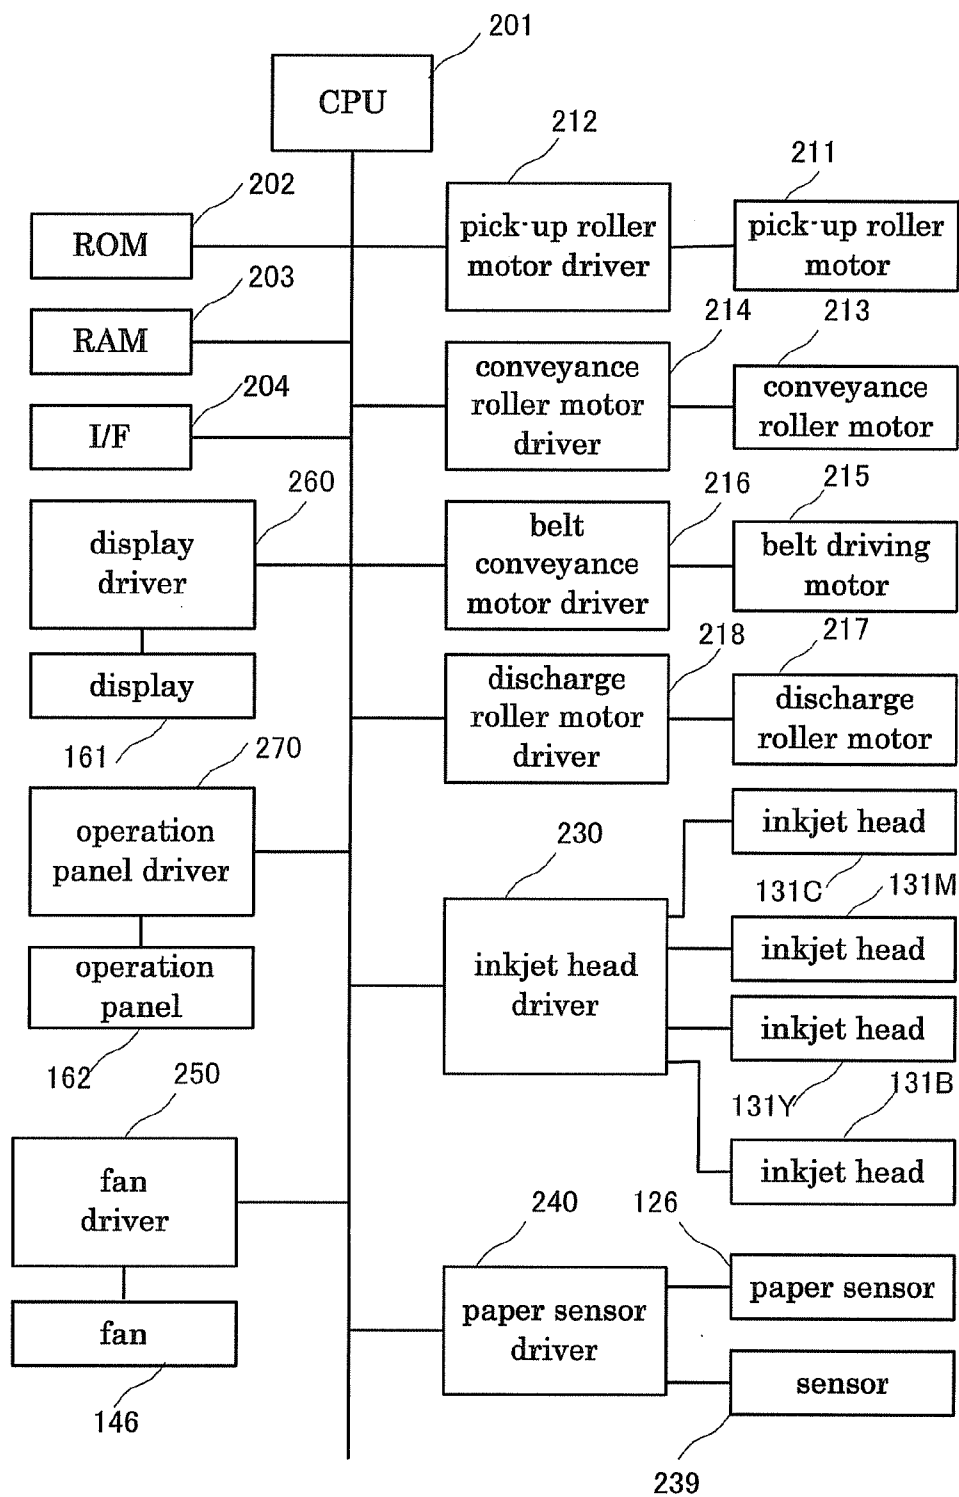 201
CPU
212
211
202
ROM
pick-up roller
motor driver
pick-up roller
motor
203
RAM
214
213
conveyance
roller motor
driver
conveyance
roller motor
204
I/F
260
216
215
display
driver
belt
conveyance
motor driver
belt driving
motor
218
217
display
discharge
roller motor
driver
discharge
roller motor
161
270
operation
panel driver
230
inkjet head
131C
131M
operation
panel
inkjet head
driver
inkjet head
inkjet head
162
250
131Y
131B
fan
driver
inkjet head
240
126
paper sensor
driver
paper sensor
fan
sensor
146
239